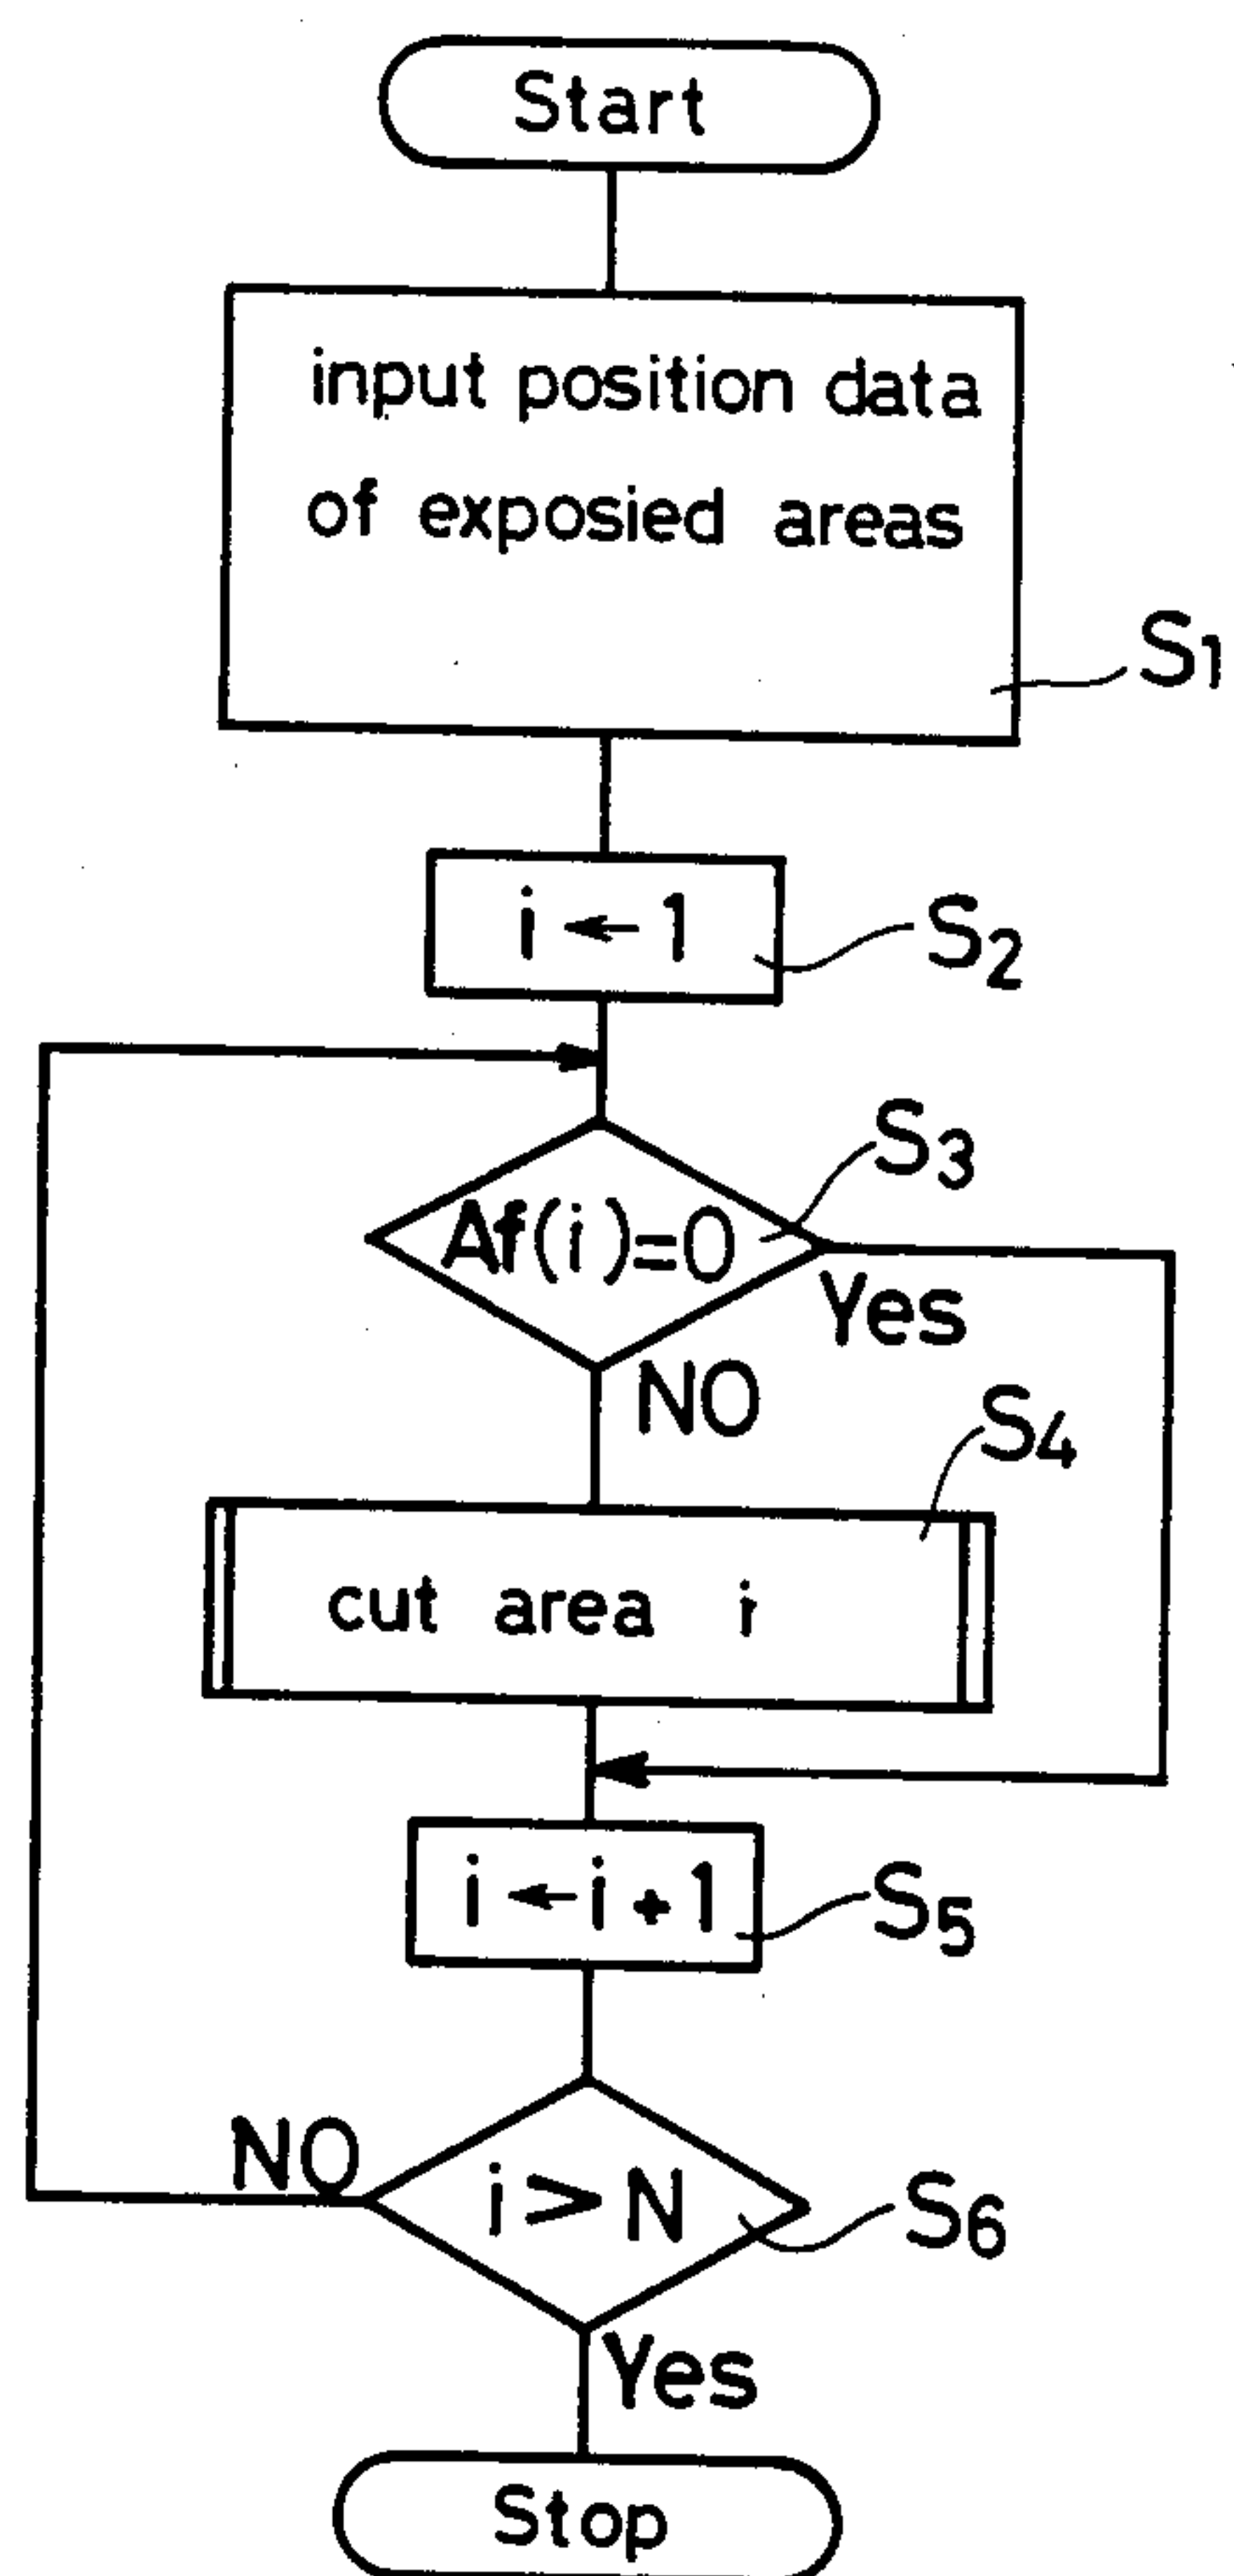 Start
input position data
of exposied areas
S1
i ← 1
S2
S3
Af(i)=0
Yes
NO
S4
cut area i
i ← i + 1
S5
NO
i > N
S6
Yes
Stop